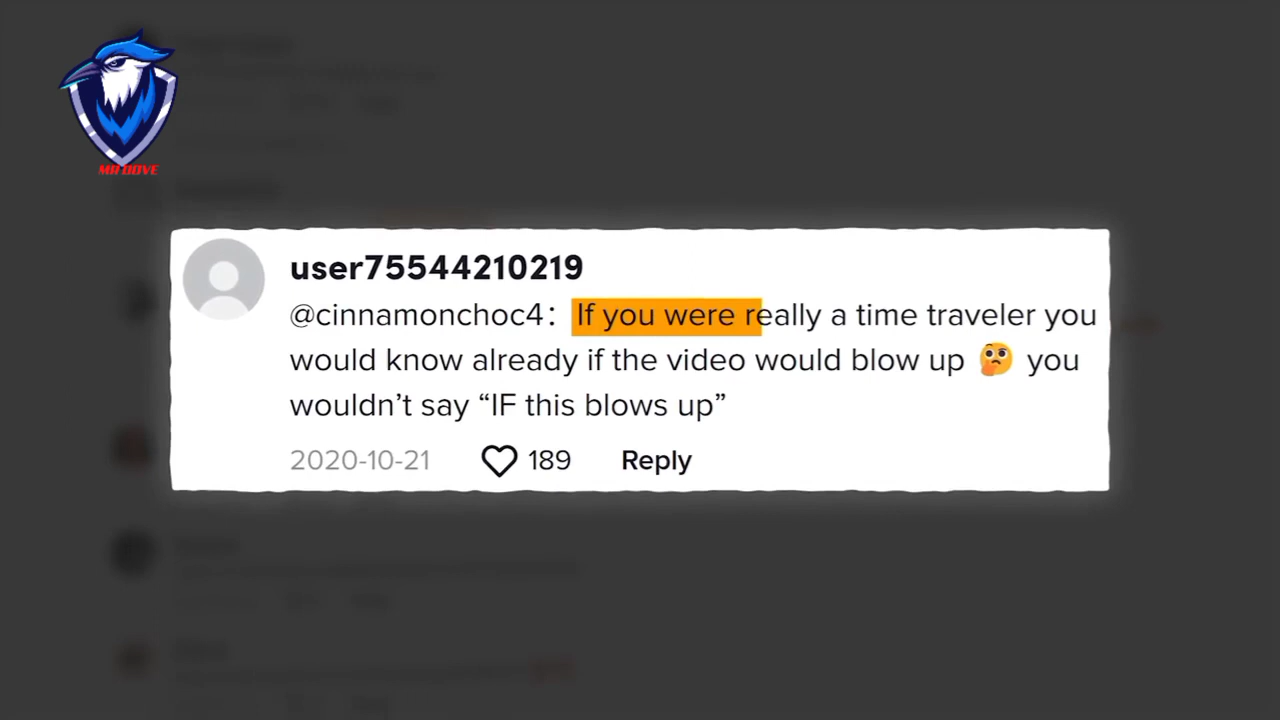 MR DOVE
user75544210219
@cinnamonchoc4: If you were really a time traveler you
would know already if the video would blow up 🤔 you
wouldn’t say “IF this blows up”
2020-10-21 189 Reply